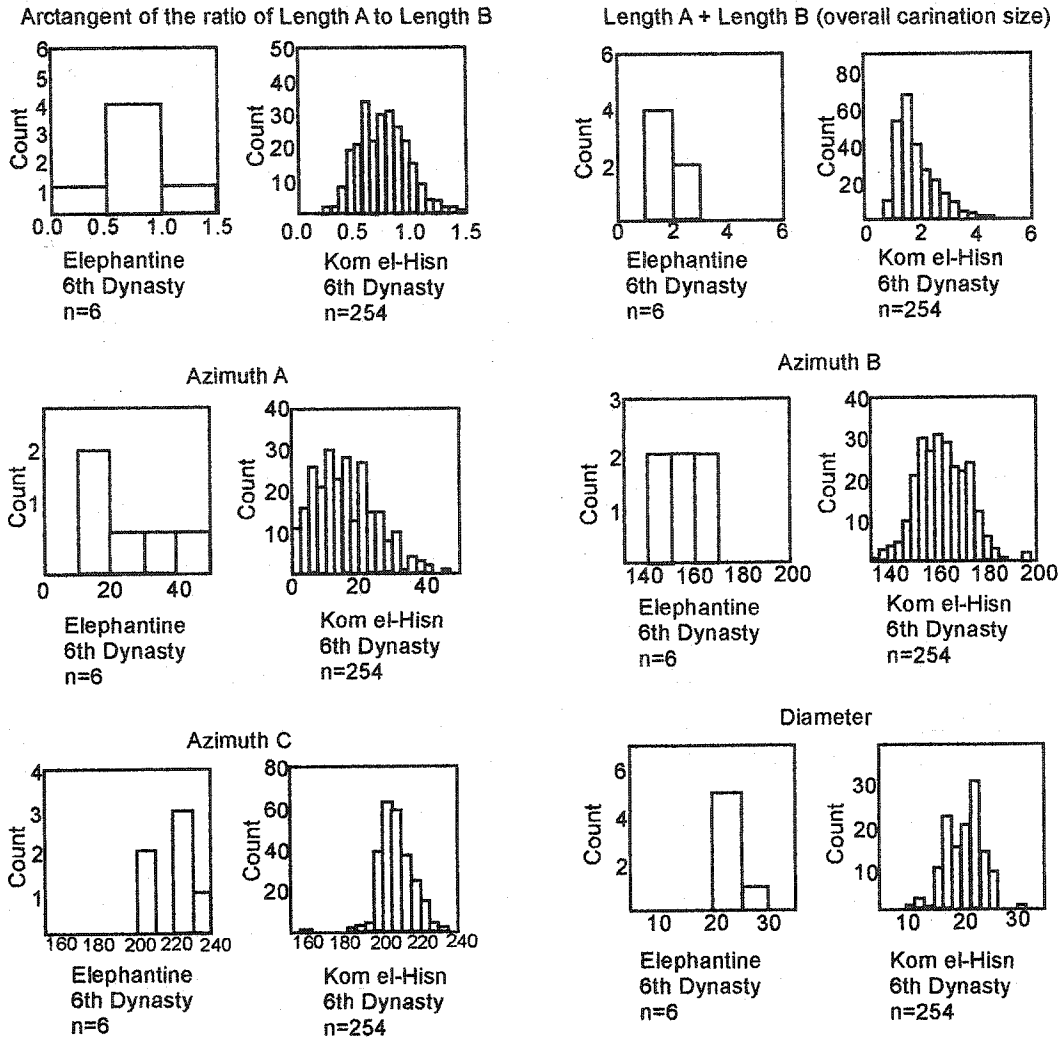 Arctangent of the ratio of Length A to Length B
6
5
4
3
2
1
Count
0.0 0.5 1.0 1.5
Elephantine
6th Dynasty
n=6
50
40
30
20
10
Count
0.0 0.5 1.0 1.5
Kom el-Hisn
6th Dynasty
n=254
Length A + Length B (overall carination size)
6
4
2
Count
0 2 4 6
Elephantine
6th Dynasty
n=6
80
60
40
20
Count
0 2 4 6
Kom el-Hisn
6th Dynasty
n=254
Azimuth A
2
1
Count
0 20 40
Elephantine
6th Dynasty
n=6
40
30
20
10
Count
0 20 40
Kom el-Hisn
6th Dynasty
n=254
Azimuth B
3
2
1
Count
140 160 180 200
Elephantine
6th Dynasty
n=6
40
30
20
10
Count
140 160 180 200
Kom el-Hisn
6th Dynasty
n=254
Azimuth C
4
3
2
1
Count
160 180 200 220 240
Elephantine
6th Dynasty
n=6
80
60
40
20
Count
160 180 200 220 240
Kom el-Hisn
6th Dynasty
n=254
Diameter
6
4
2
Count
10 20 30
Elephantine
6th Dynasty
n=6
30
20
10
Count
10 20 30
Kom el-Hisn
6th Dynasty
n=254